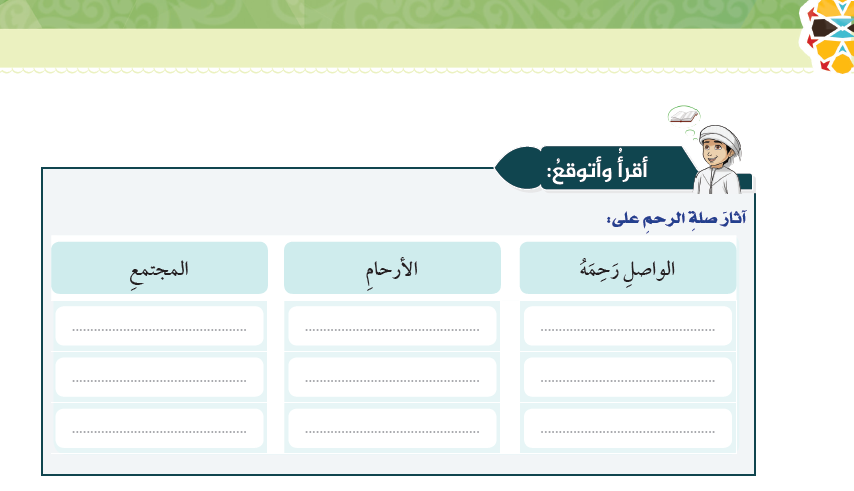 أقرأُ وأتوقعُ:
آثارَ صلةِ الرحمِ على:
الواصلِ رَحِمَهُ
الأرحامِ
المجتمعِ